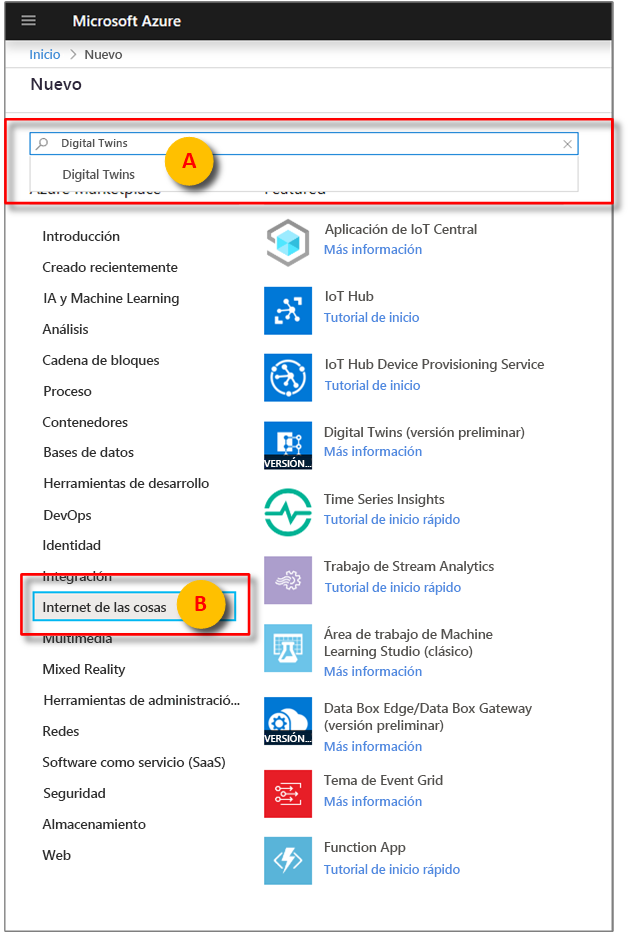 Microsoft Azure
Inicio > Nuevo
Nuevo
Digital Twins
A
Digital Twins
Azure Marketplace
Featured
Introducción
Creado recientemente
IA y Machine Learning
Análisis
Cadena de bloques
Proceso
Contenedores
Bases de datos
Herramientas de desarrollo
DevOps
Identidad
Integración
Internet de las cosas
B
Multimedia
Mixed Reality
Herramientas de administració...
Redes
Software como servicio (SaaS)
Seguridad
Almacenamiento
Web
Aplicación de IoT Central
Más información
IoT Hub
Tutorial de inicio
IoT Hub Device Provisioning Service
Tutorial de inicio
VERSIÓN...
Digital Twins (versión preliminar)
Más información
Time Series Insights
Tutorial de inicio rápido
Trabajo de Stream Analytics
Tutorial de inicio rápido
Área de trabajo de Machine
Learning Studio (clásico)
Más información
VERSIÓN...
Data Box Edge/Data Box Gateway
(versión preliminar)
Más información
Tema de Event Grid
Más información
Function App
Tutorial de inicio rápido